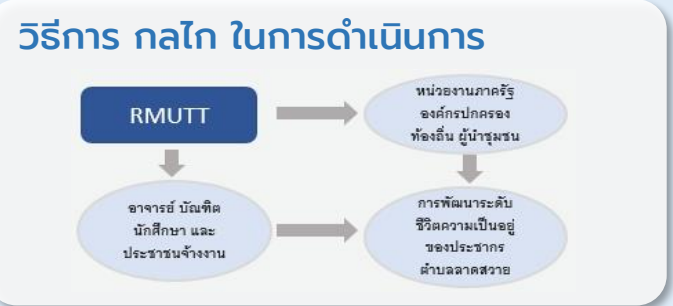 วิธีการ กลไก ในการดำเนินการ
RMUTT
หน่วยงานภาครัฐ
องค์กรปกครอง
ท้องถิ่น ผู้นำชุมชน
อาจารย์ บัณฑิต
นักศึกษา และ
ประชาชนจ้างงาน
การพัฒนาระดับ
ชีวิตความเป็นอยู่
ของประชากร
ตำบลลาดสวาย